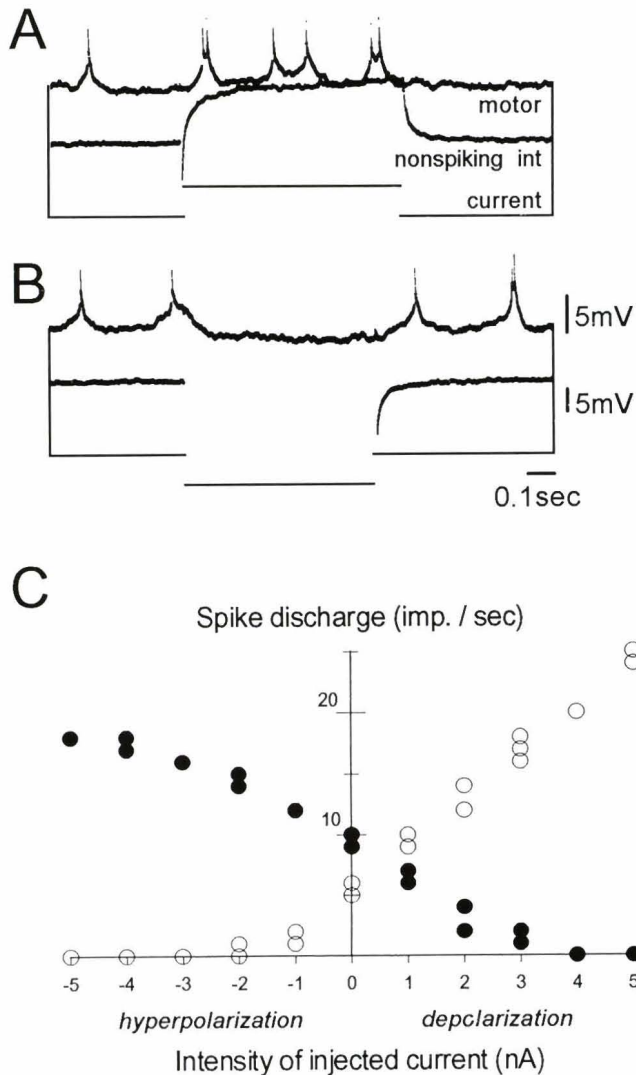 A
motor
nonspiking int
current
B
5mV
5mV
0.1sec
C
Spike discharge (imp. / sec)
20
10
-5 -4 -3 -2 -1 0 1 2 3 4 5
hyperpolarization depclarization
Intensity of injected current (nA)